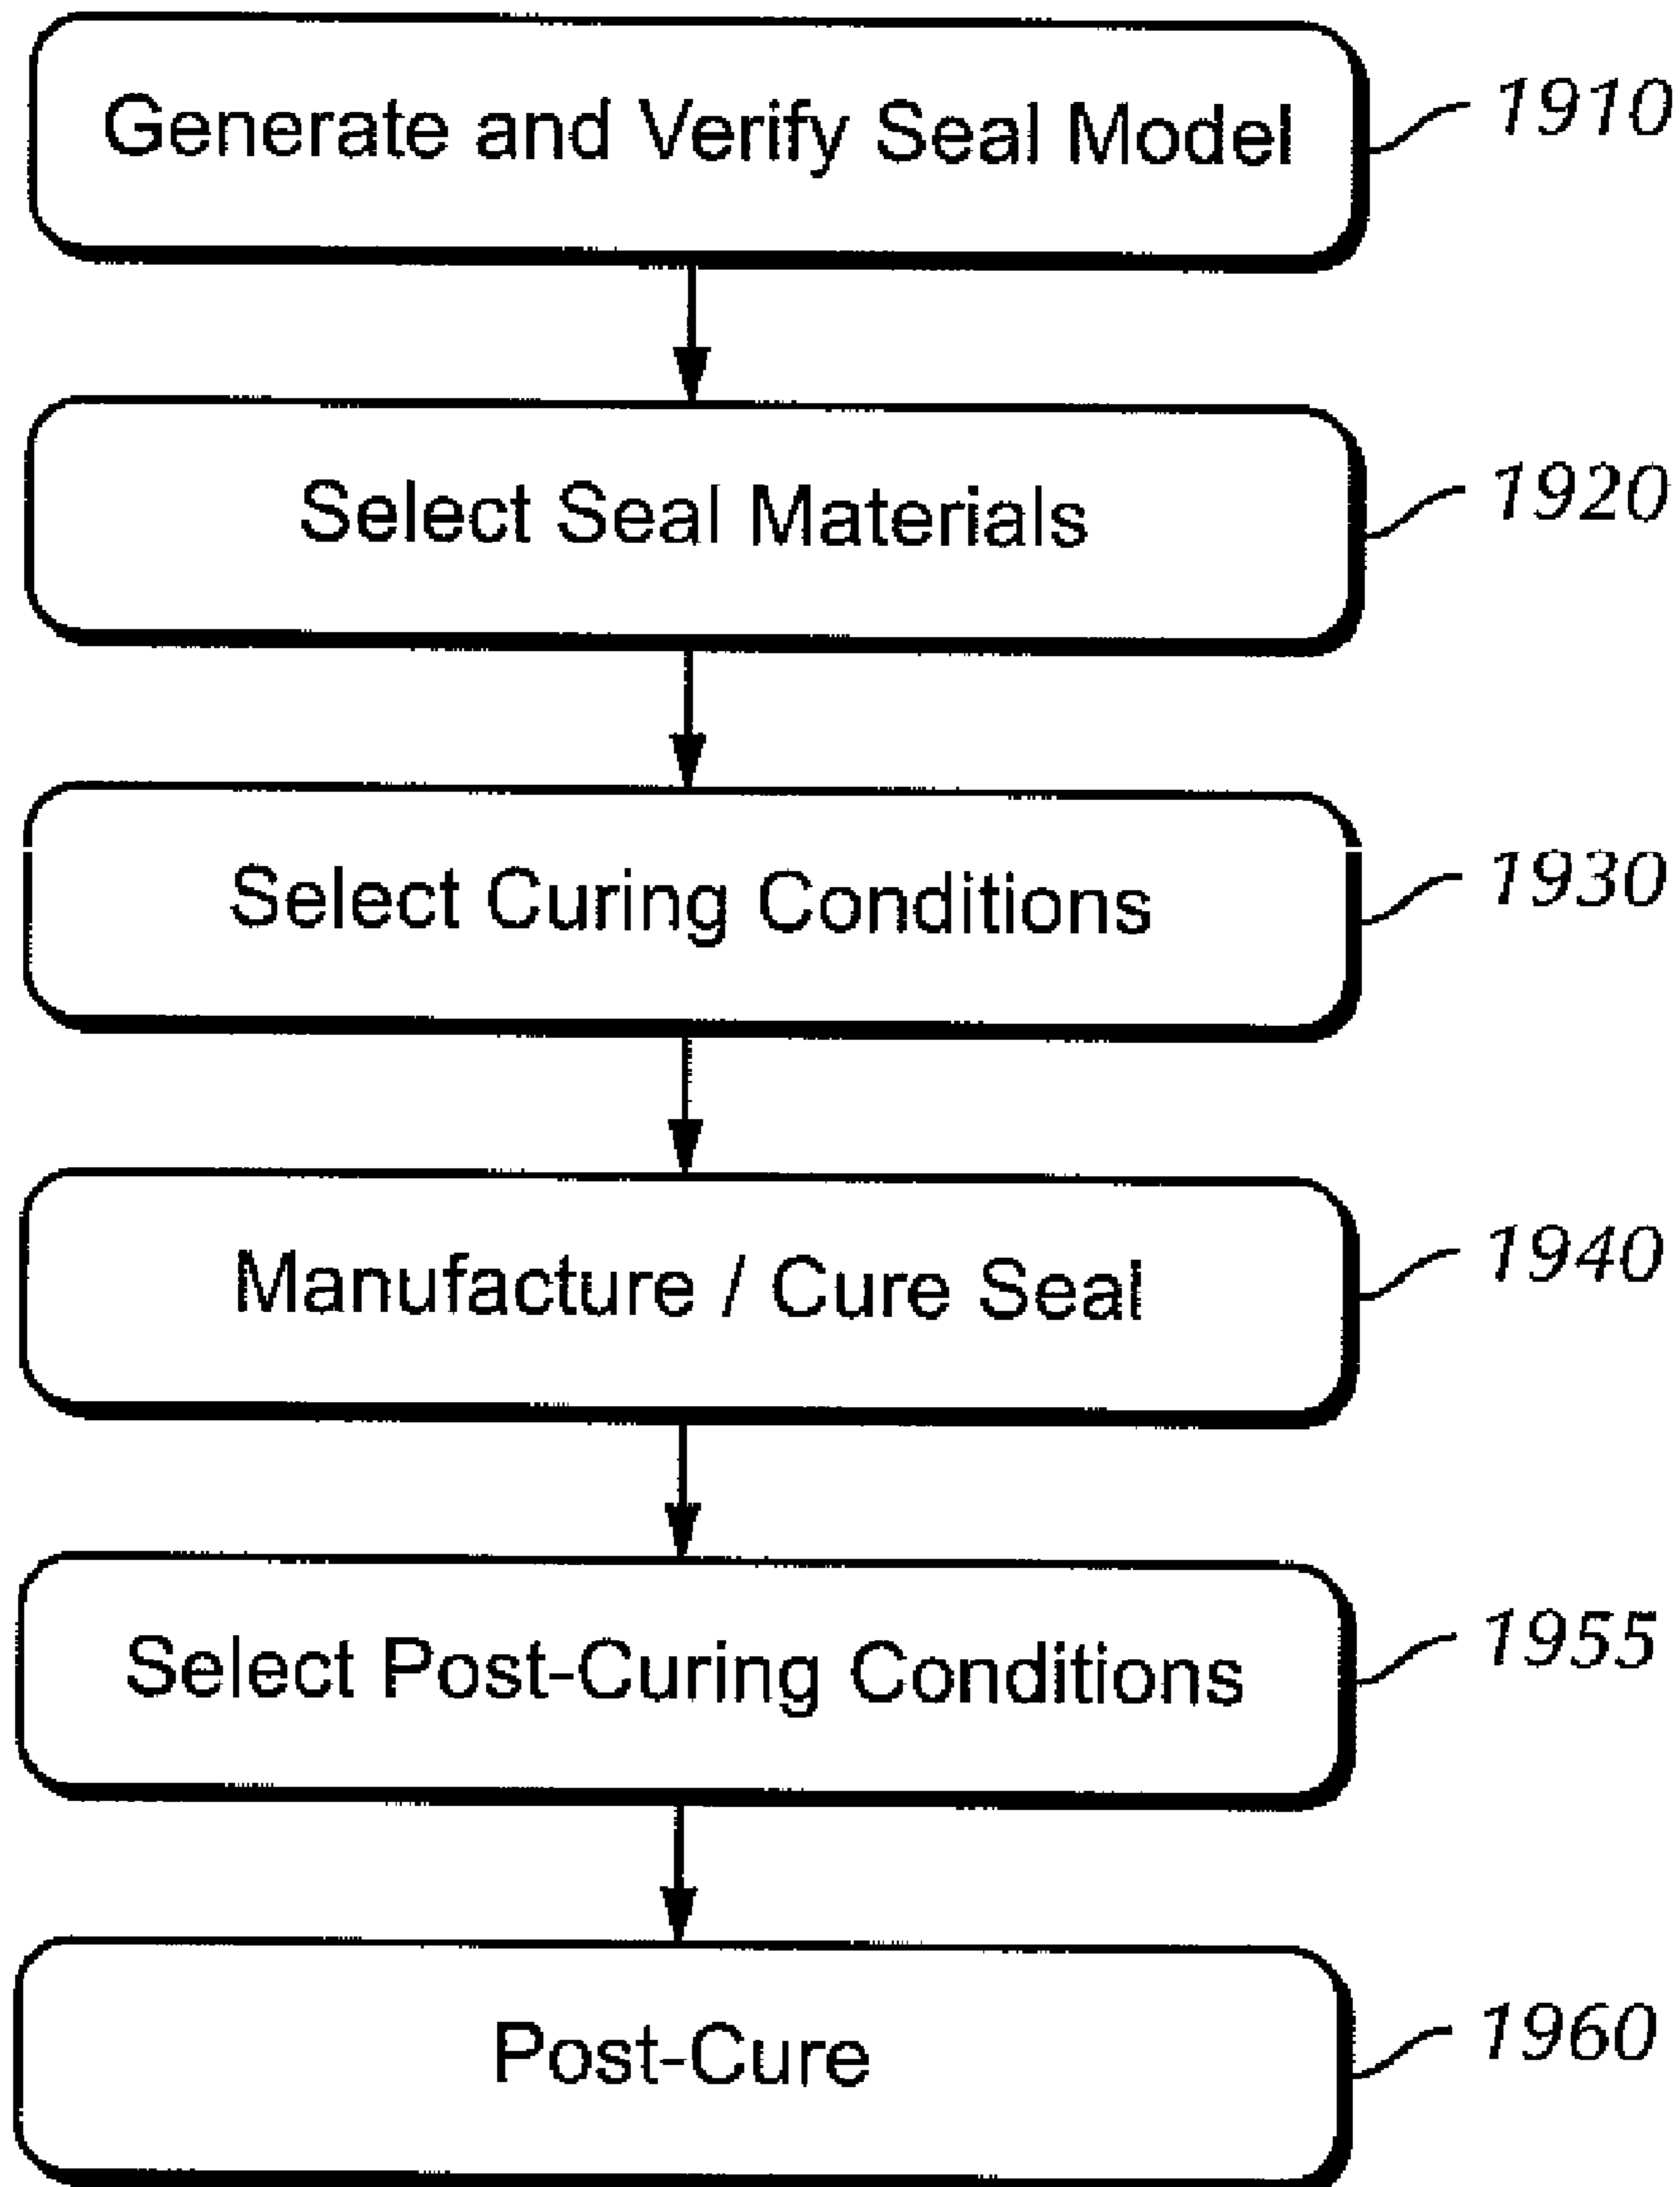 Generate and Verify Seal Model 1910
Select Seal Materials 1920
Select Curing Conditions 1930
Manufacture / Cure Seal 1940
Select Post-Curing Conditions 1955
Post-Cure 1960